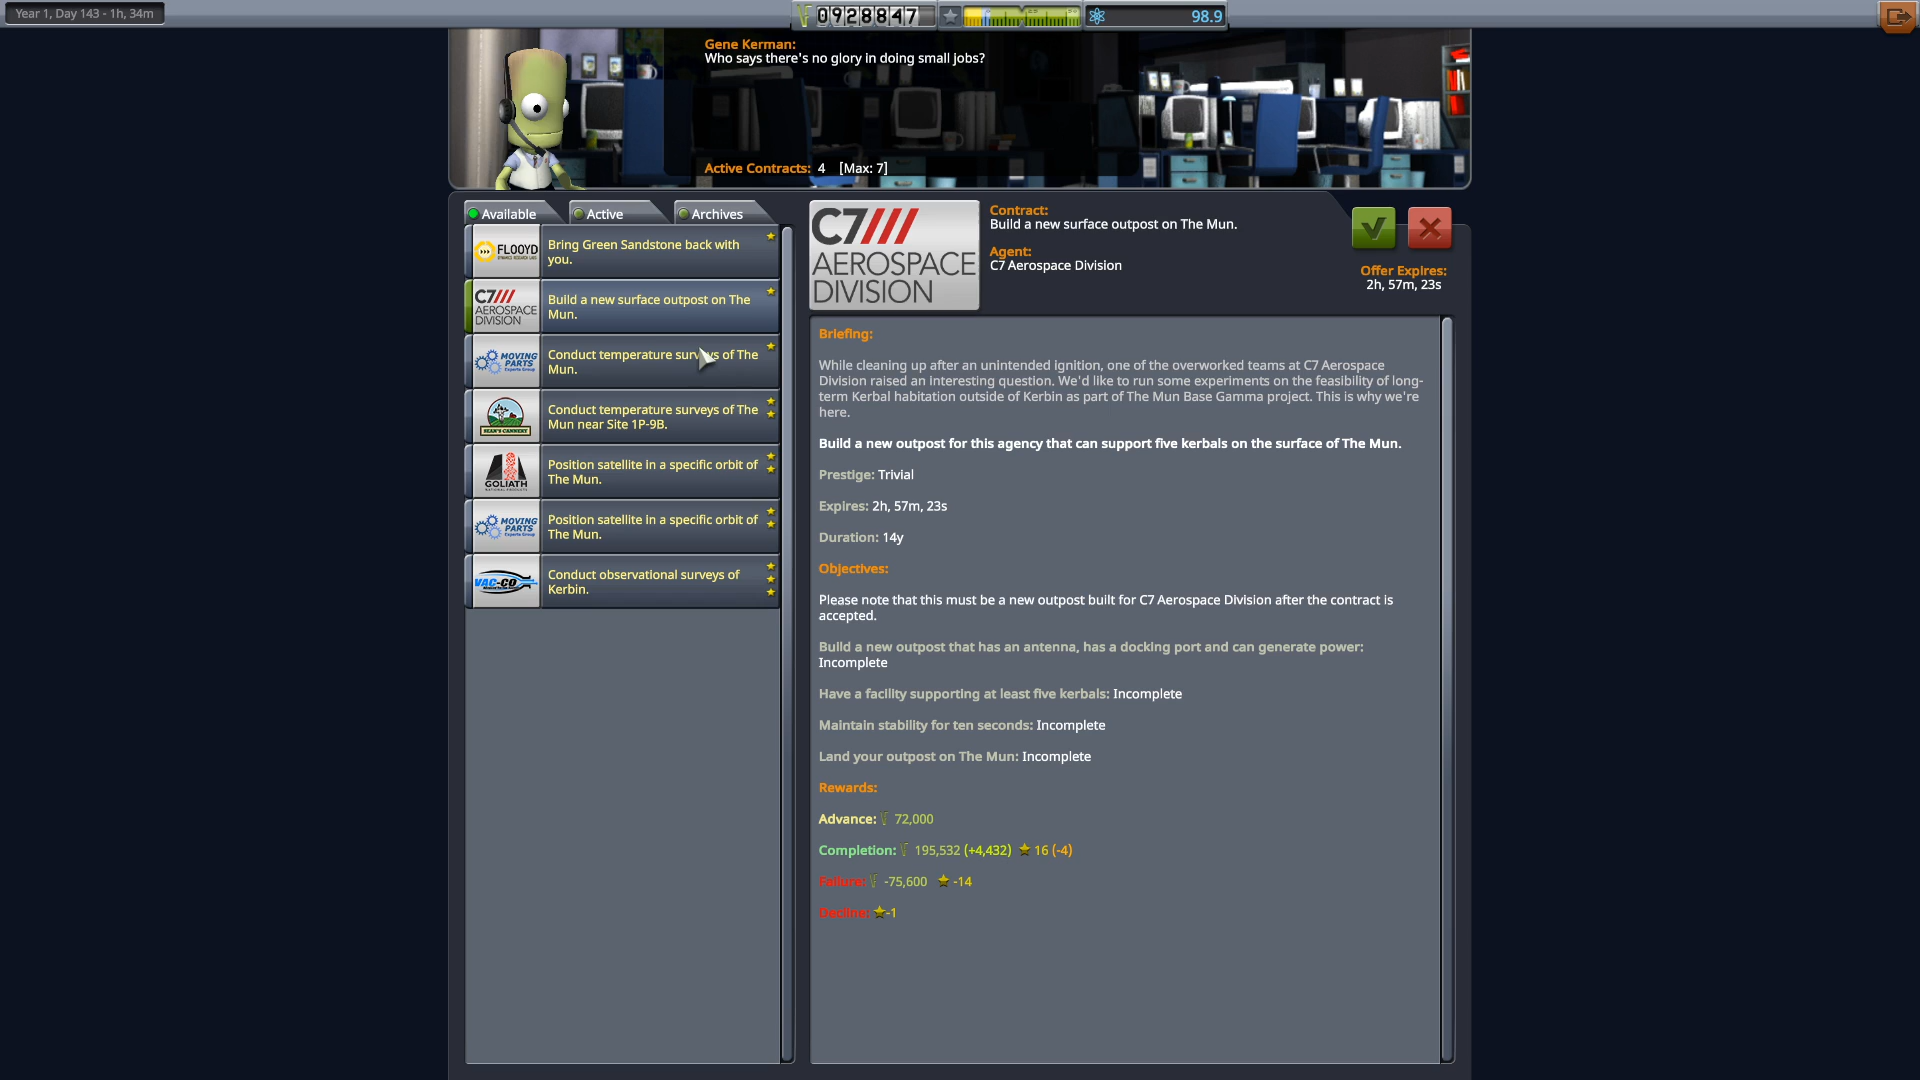 Year 1, Day 143 - 1h, 34m
0928847
98.9
Gene Kerman:
Who says there's no glory in doing small jobs?
Active Contracts: 4 [Max: 7]
Available
Active
Archives
FLOOYD
Bring Green Sandstone back with
you.
C7///
AEROSPACE
DIVISION
Build a new surface outpost on The
Mun.
MOVING
PARTS
Experts Group
Conduct temperature surveys of The
Mun.
SEAN'S CANNERY
Conduct temperature surveys of The
Mun near Site 1P-9B.
GOLIATH
NATIONAL PRODUCTS
Position satellite in a specific orbit of
The Mun.
MOVING
PARTS
Experts Group
Position satellite in a specific orbit of
The Mun.
VAC-CO
Conduct observational surveys of
Kerbin.
C7///
AEROSPACE
DIVISION
Contract:
Build a new surface outpost on The Mun.
Agent:
C7 Aerospace Division
Offer Expires:
2h, 57m, 23s
Briefing:
While cleaning up after an unintended ignition, one of the overworked teams at C7 Aerospace
Division raised an interesting question. We'd like to run some experiments on the feasibility of long-
term Kerbal habitation outside of Kerbin as part of The Mun Base Gamma project. This is why we're
here.
Build a new outpost for this agency that can support five kerbals on the surface of The Mun.
Prestige: Trivial
Expires: 2h, 57m, 23s
Duration: 14y
Objectives:
Please note that this must be a new outpost built for C7 Aerospace Division after the contract is
accepted.
Build a new outpost that has an antenna, has a docking port and can generate power:
Incomplete
Have a facility supporting at least five kerbals: Incomplete
Maintain stability for ten seconds: Incomplete
Land your outpost on The Mun: Incomplete
Rewards:
Advance: 72,000
Completion: 195,532 (+4,432) 16 (-4)
Failure: -75,600 -14
Decline: -1